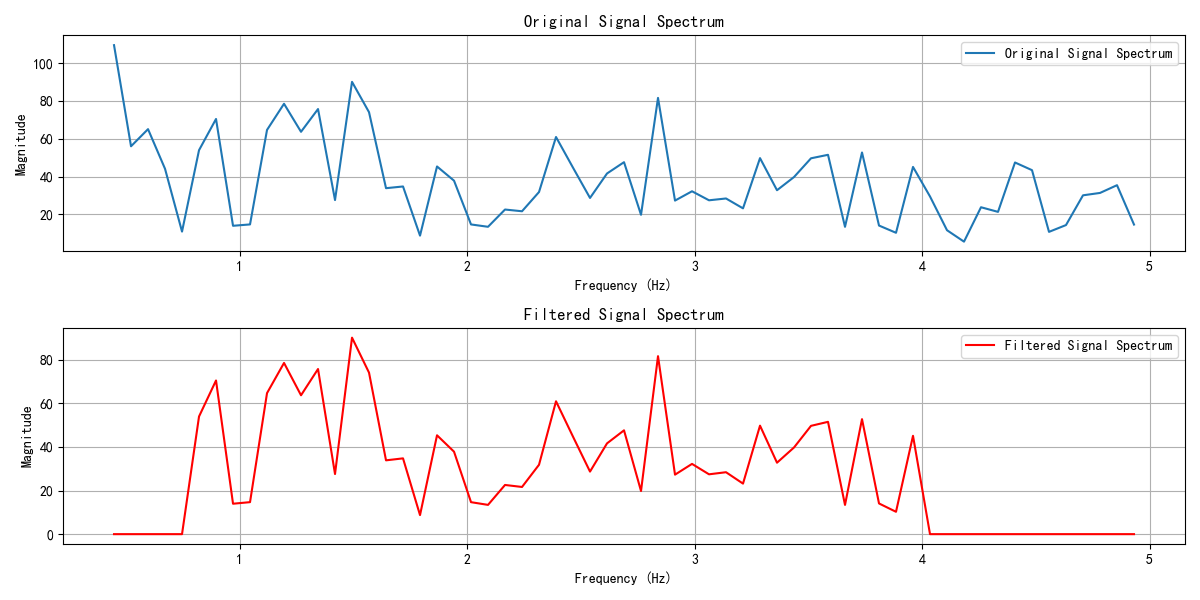 Original Signal Spectrum
Original Signal Spectrum
Magnitude
100
80
60
40
20
1 2 3 4 5
Frequency (Hz)
Filtered Signal Spectrum
Filtered Signal Spectrum
Magnitude
80
60
40
20
0
1 2 3 4 5
Frequency (Hz)